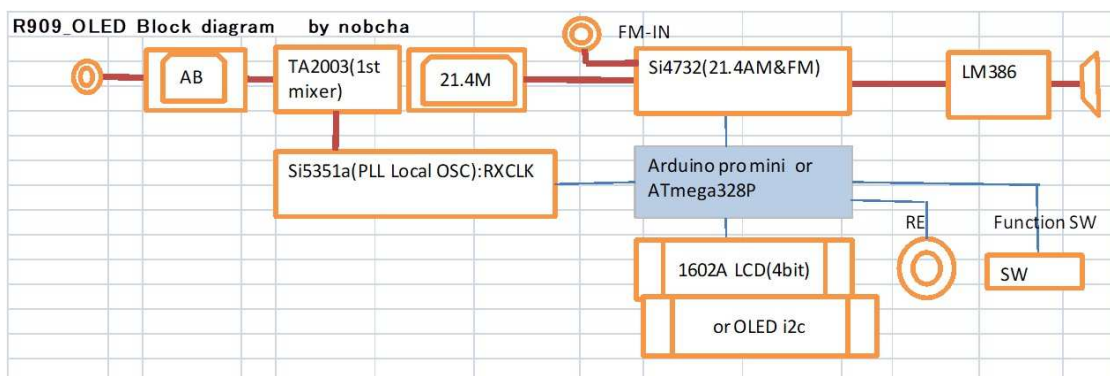 R909_OLED Block diagram by nobcha
FM-IN
AB
TA2003(1st
mixer)
21.4M
Si4732(21.4AM&FM)
LM386
Si5351a(PLL Local OSC):RXCLK
Arduino pro mini or
ATmega328P
RE
Function SW
1602A LCD(4bit)
SW
or OLED i2c